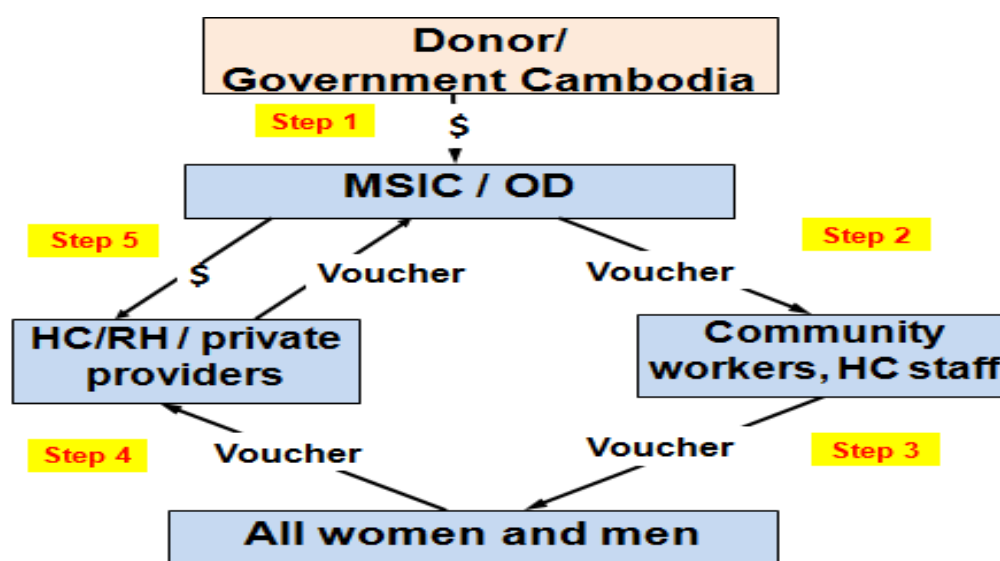 Donor/
Government Cambodia
Step 1
$
MSIC / OD
Step 5
Step 2
$
Voucher
Voucher
HC/RH / private
providers
Community
workers, HC staff
Step 4
Voucher
Voucher
Step 3
All women and men